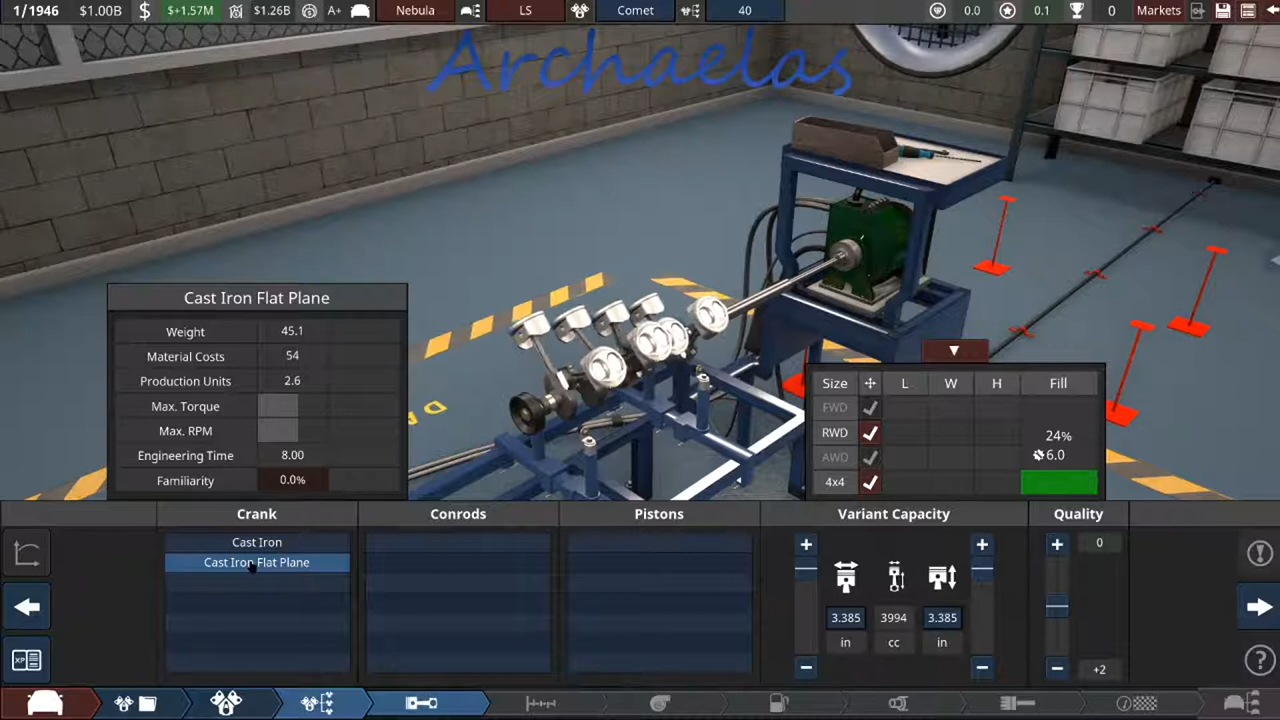 1/1946 $1.00B $+1.57M $1.26B A+ Nebula LS Comet 40 0.0 0.1 0 Markets
Archaelas
Cast Iron Flat Plane
Weight 45.1
Material Costs 54
Production Units 2.6
Max. Torque
Max. RPM
Engineering Time 8.00
Familiarity 0.0%
Size L W H Fill
FWD
RWD
AWD
4x4
24%
6.0
Crank
Cast Iron
Cast Iron Flat Plane
Conrods
Pistons
Variant Capacity
+ +
3.385 3994 3.385
in cc in
- -
Quality
+ 0
- +2
XP